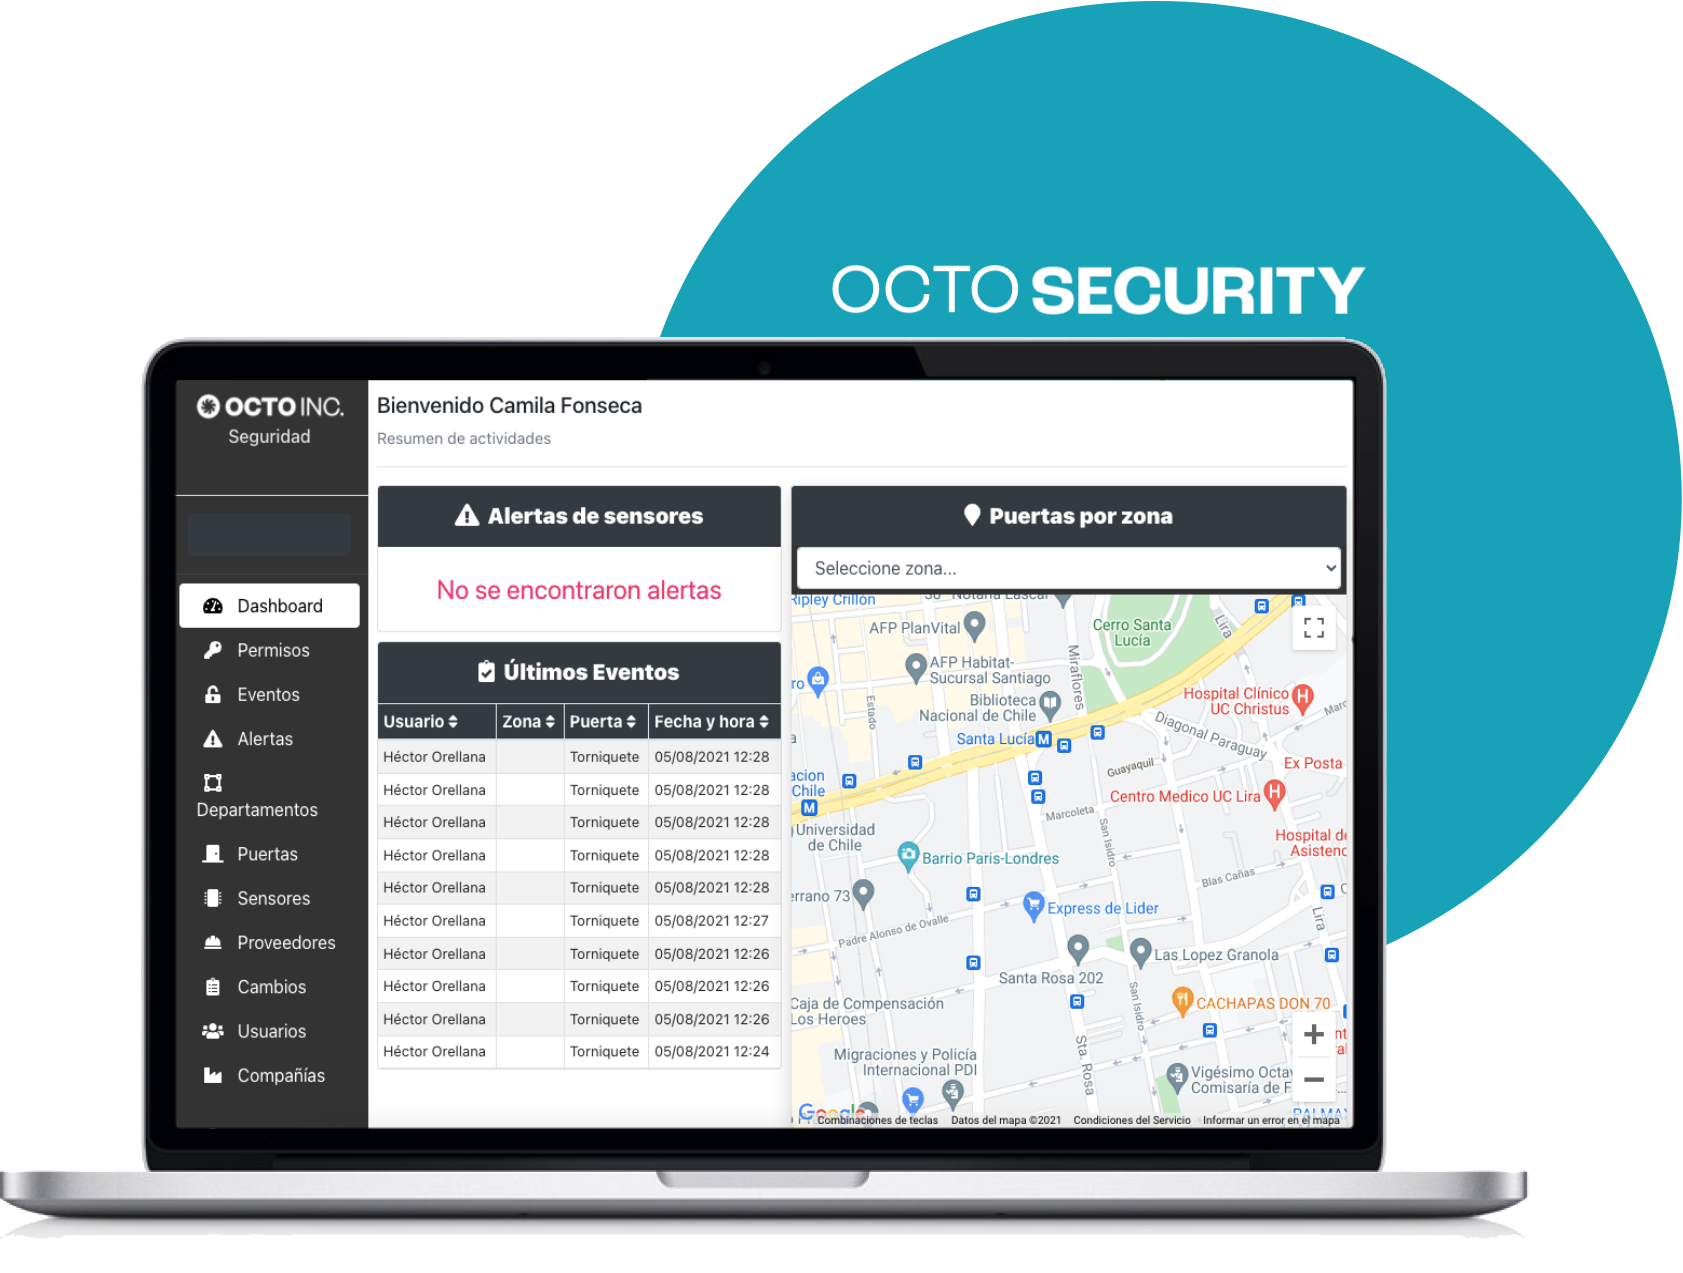 OCTO SECURITY
OCTO INC.
Seguridad
Dashboard
Permisos
Eventos
Alertas
Departamentos
Puertas
Sensores
Proveedores
Cambios
Usuarios
Compañías
Bienvenido Camila Fonseca
Resumen de actividades
Alertas de sensores
No se encontraron alertas
Últimos Eventos
Usuario Zona Puerta Fecha y hora
Héctor Orellana Torniquete 05/08/2021 12:28
Héctor Orellana Torniquete 05/08/2021 12:28
Héctor Orellana Torniquete 05/08/2021 12:28
Héctor Orellana Torniquete 05/08/2021 12:28
Héctor Orellana Torniquete 05/08/2021 12:28
Héctor Orellana Torniquete 05/08/2021 12:27
Héctor Orellana Torniquete 05/08/2021 12:26
Héctor Orellana Torniquete 05/08/2021 12:26
Héctor Orellana Torniquete 05/08/2021 12:26
Héctor Orellana Torniquete 05/08/2021 12:24
Puertas por zona
Seleccione zona...
Ripley Crillon
AFP PlanVital
Cerro Santa
Lucía
Lira
Miraflores
AFP Habitat-
Sucursal Santiago
Estado
Biblioteca
Nacional de Chile
Hospital Clínico
UC Christus
Santa Lucía
M
Diagonal Paraguay
Guayaquil
Ex Posta
Chile
M
Centro Medico UC Lira
Marcoleta
San Isidro
Universidad
de Chile
Hospital de
Barrio Paris-Londres
Blas Cañas
Lira
Express de Lider
Padre Alonso de Ovalle
Las Lopez Granola
Santa Rosa 202
San Isidro
CACHAPAS DON 70
Caja de Compensación
Los Heroes
Sta. Rosa
Migraciones y Policía
Internacional PDI
Vigésimo
Comisaría de
Google
Combinaciones de teclas
Datos del mapa ©2021
Condiciones del Servicio
Informar un error en el mapa